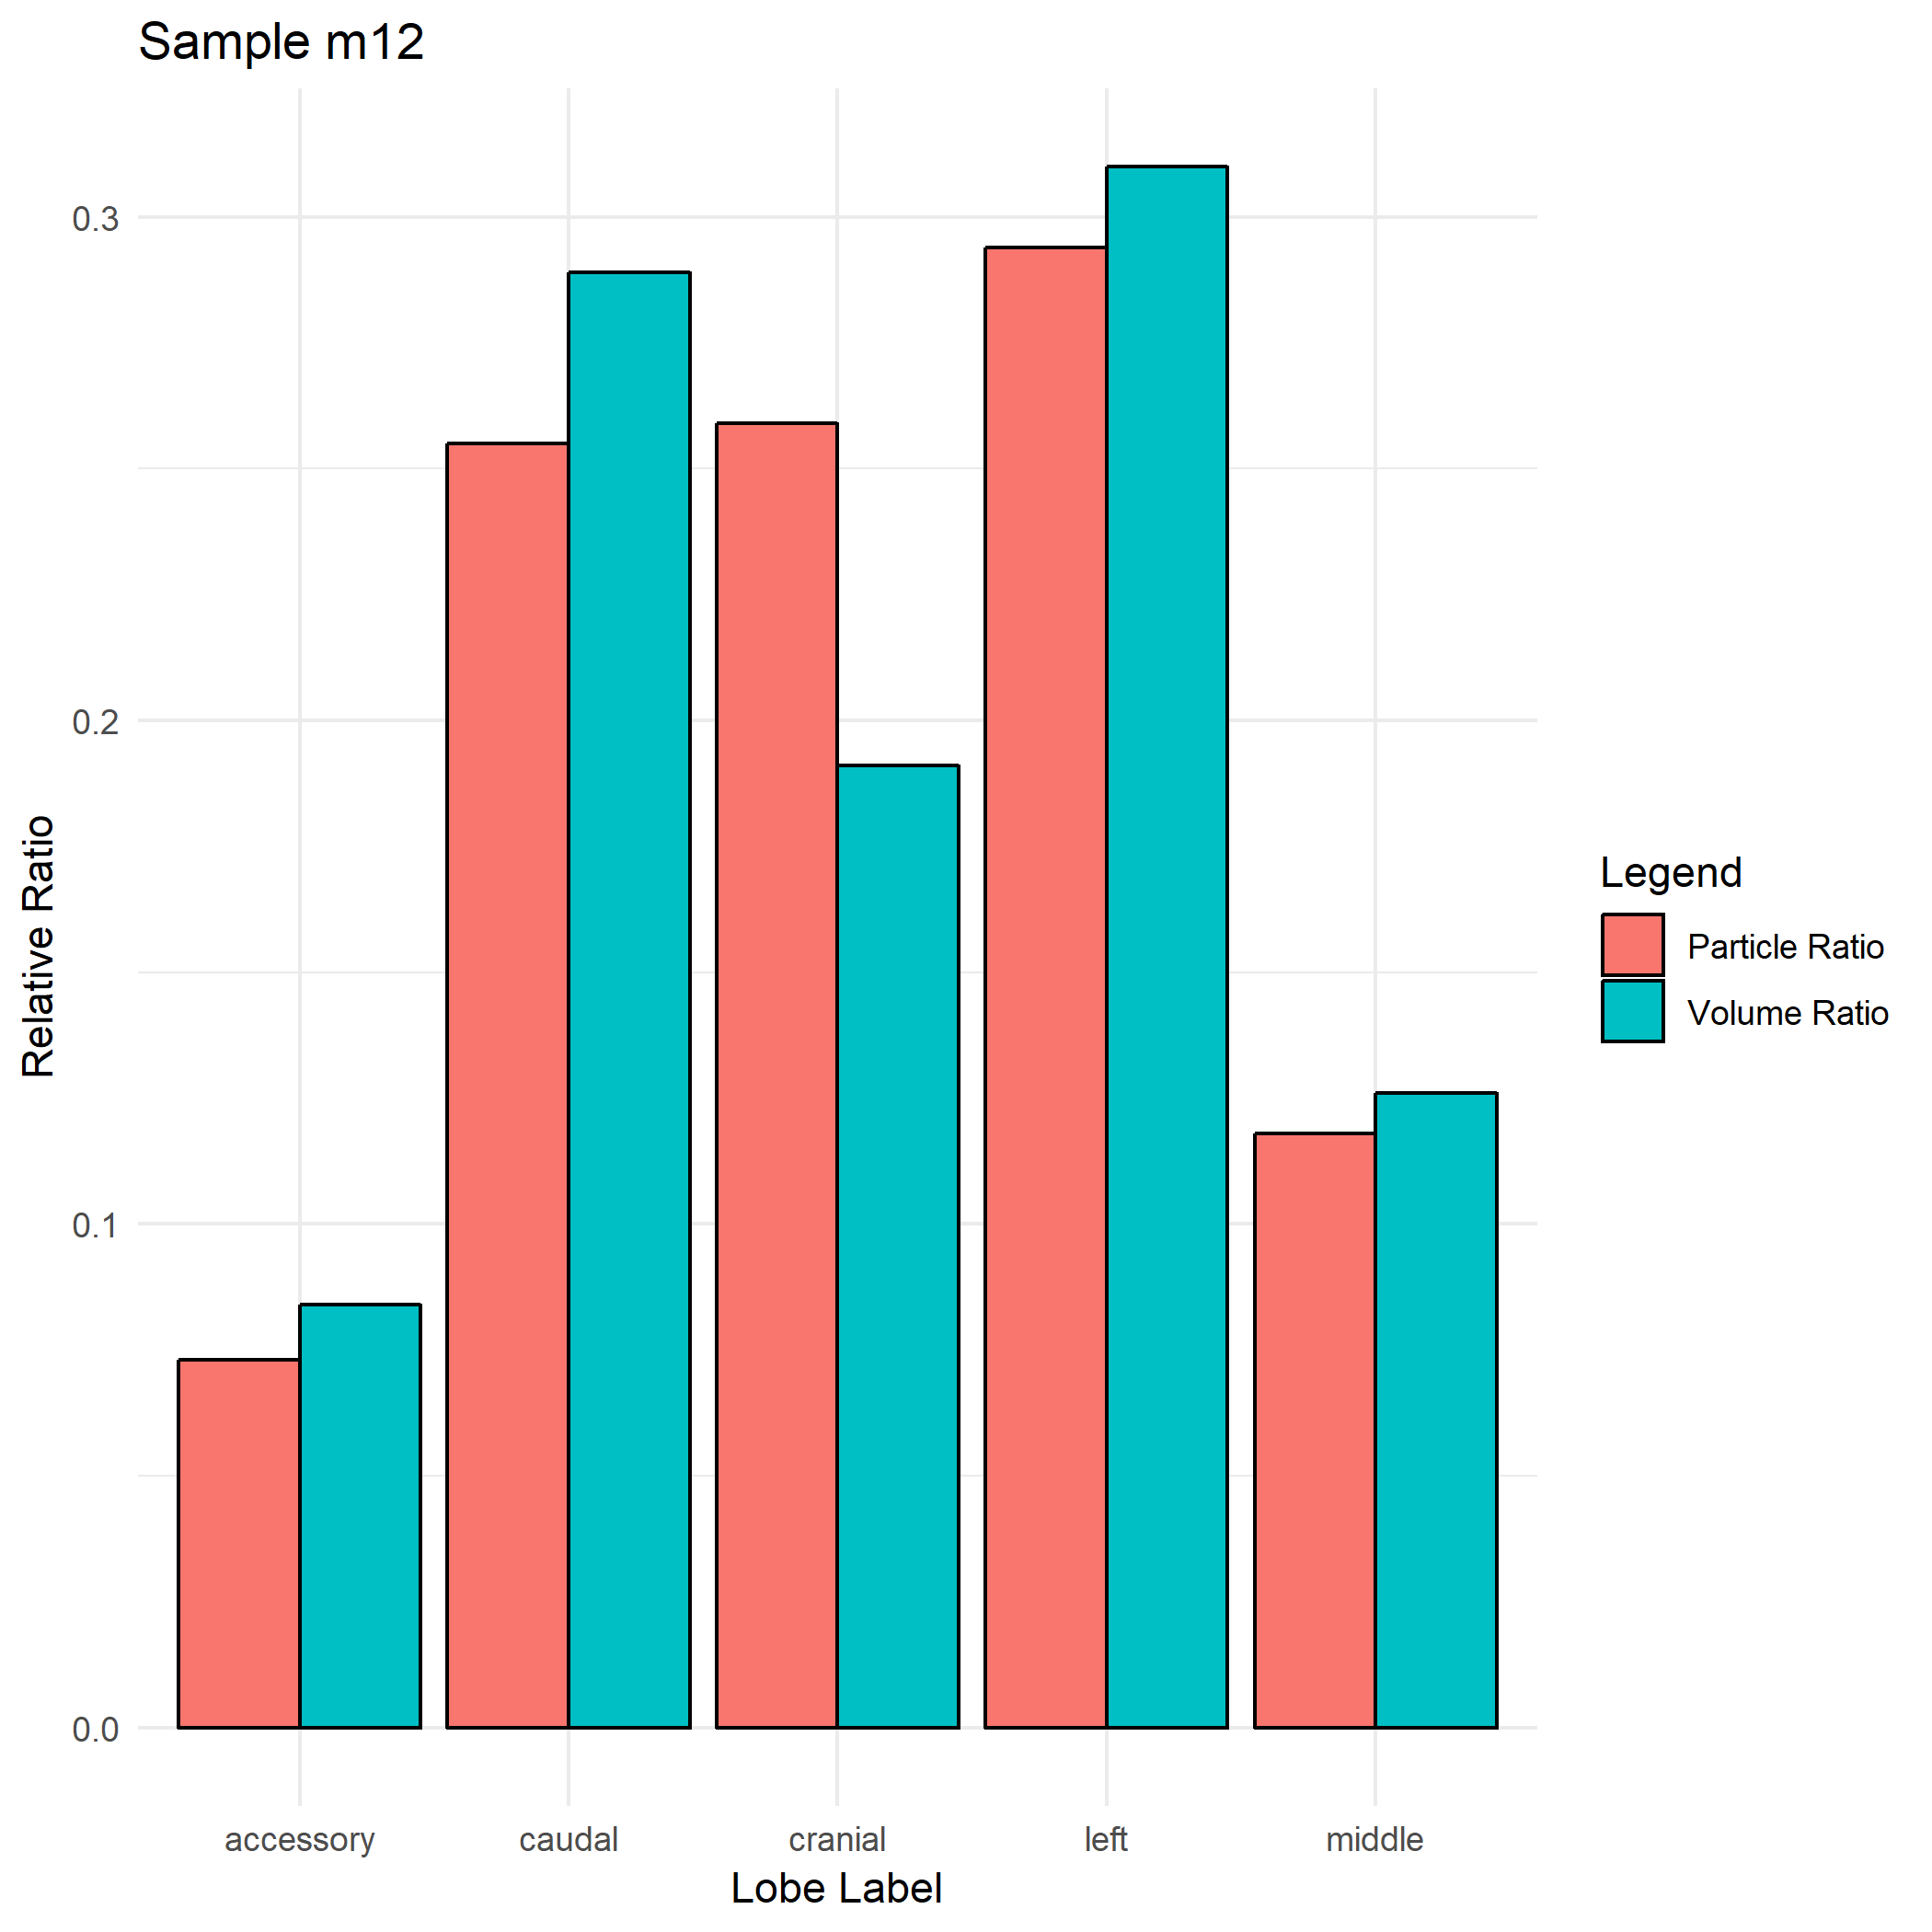 Sample m12
0.3
0.2
0.1
0.0
Relative Ratio
accessory caudal cranial left middle
Lobe Label
Legend
Particle Ratio
Volume Ratio